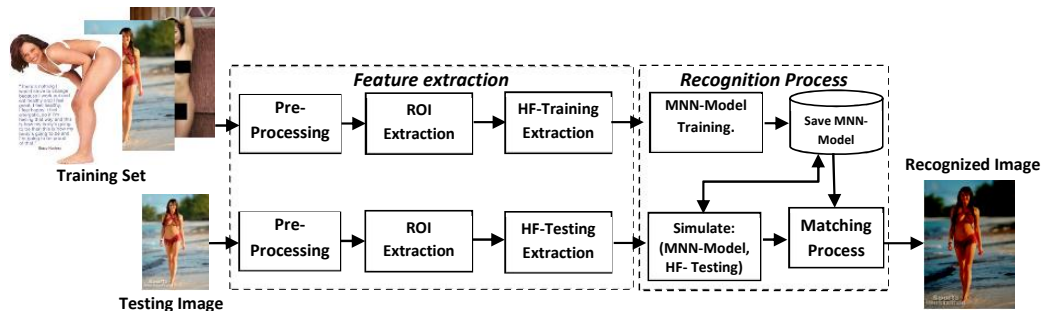 Feature extraction
Recognition Process
Pre-
Processing
ROI
Extraction
HF-Training
Extraction
MNN-Model
Training.
Save MNN-
Model
Training Set
Recognized Image
Pre-
Processing
ROI
Extraction
HF-Testing
Extraction
Simulate:
(MNN-Model,
HF- Testing)
Matching
Process
Testing Image